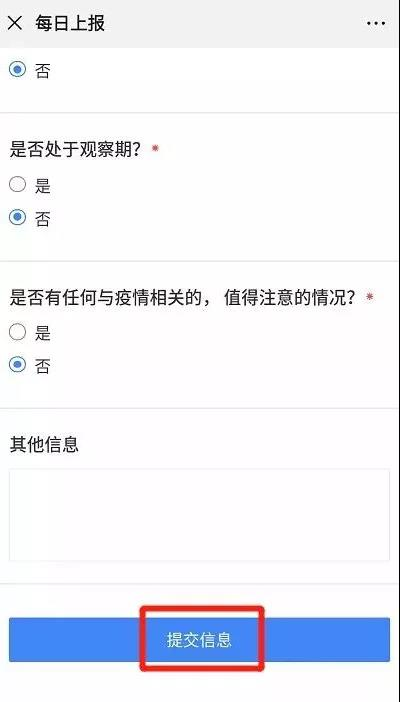 每日上报
否
是否处于观察期？*
是
否
是否有任何与疫情相关的，值得注意的情况？*
是
否
其他信息
提交信息